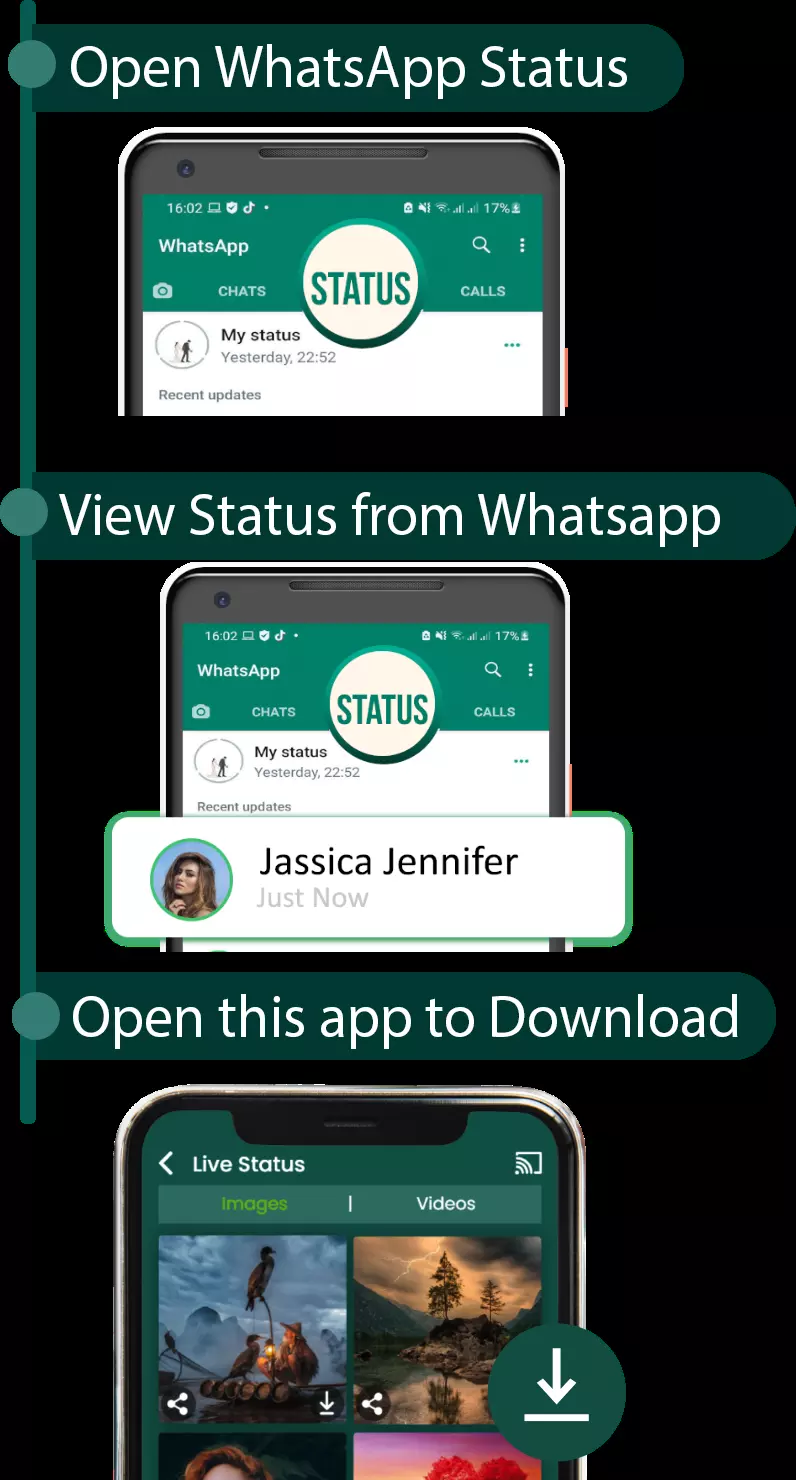 Open WhatsApp Status
16:02 17%
WhatsApp
CHATS STATUS CALLS
My status
Yesterday, 22:52
Recent updates
View Status from Whatsapp
16:02 17%
WhatsApp
CHATS STATUS CALLS
My status
Yesterday, 22:52
Recent updates
Jassica Jennifer
Just Now
Open this app to Download
Live Status
Images | Videos